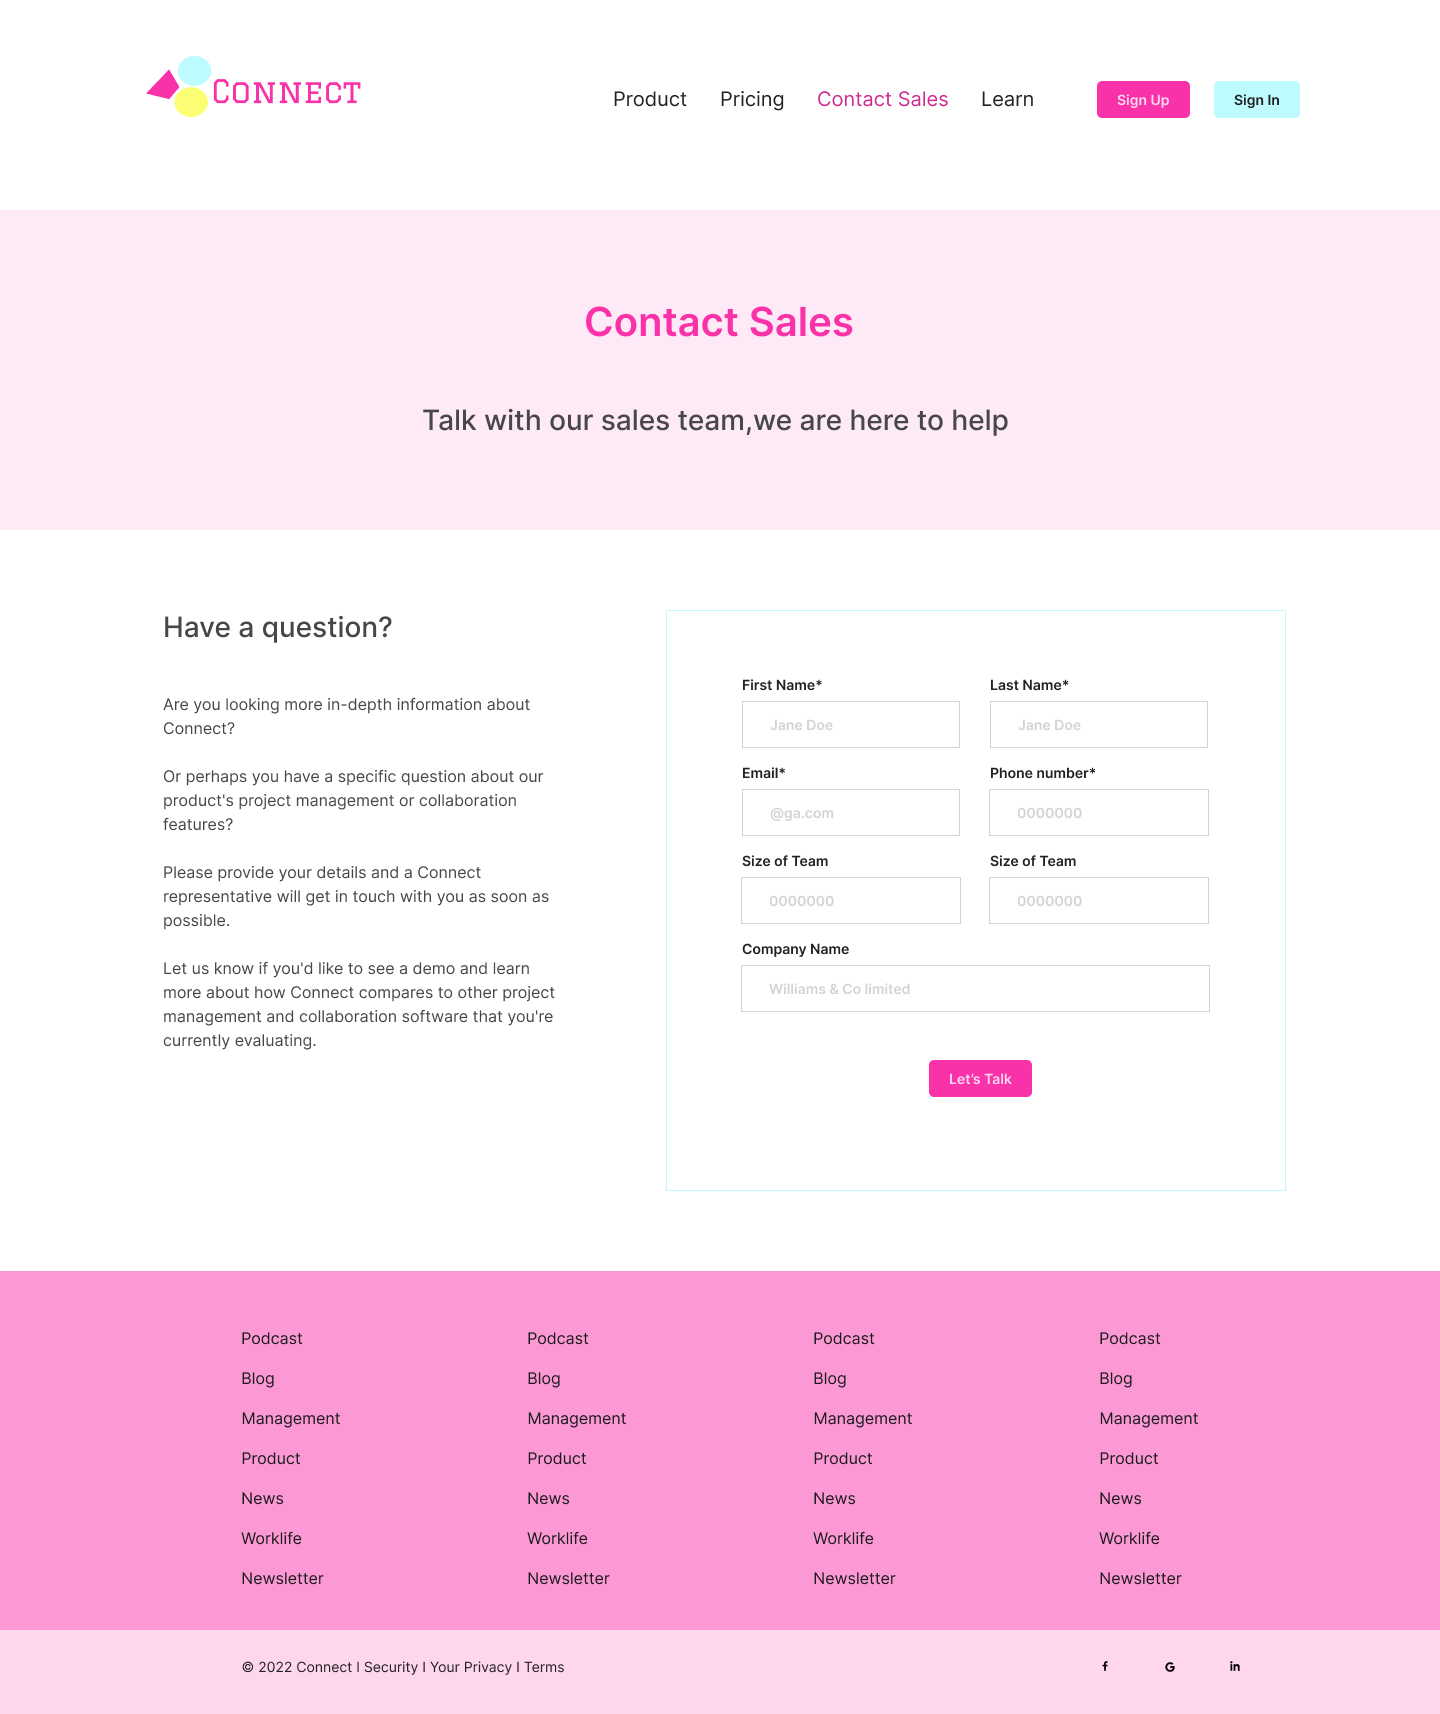 CONNECT
Product Pricing Contact Sales Learn Sign Up Sign In
Contact Sales
Talk with our sales team,we are here to help
Have a question?
Are you looking more in-depth information about
Connect?
Or perhaps you have a specific question about our
product's project management or collaboration
features?
Please provide your details and a Connect
representative will get in touch with you as soon as
possible.
Let us know if you'd like to see a demo and learn
more about how Connect compares to other project
management and collaboration software that you're
currently evaluating.
First Name* Last Name*
Jane Doe Jane Doe
Email* Phone number*
@ga.com 0000000
Size of Team Size of Team
0000000 0000000
Company Name
Williams & Co limited
Let’s Talk
Podcast Podcast Podcast Podcast
Blog Blog Blog Blog
Management Management Management Management
Product Product Product Product
News News News News
Worklife Worklife Worklife Worklife
Newsletter Newsletter Newsletter Newsletter
© 2022 Connect I Security I Your Privacy I Terms f G in